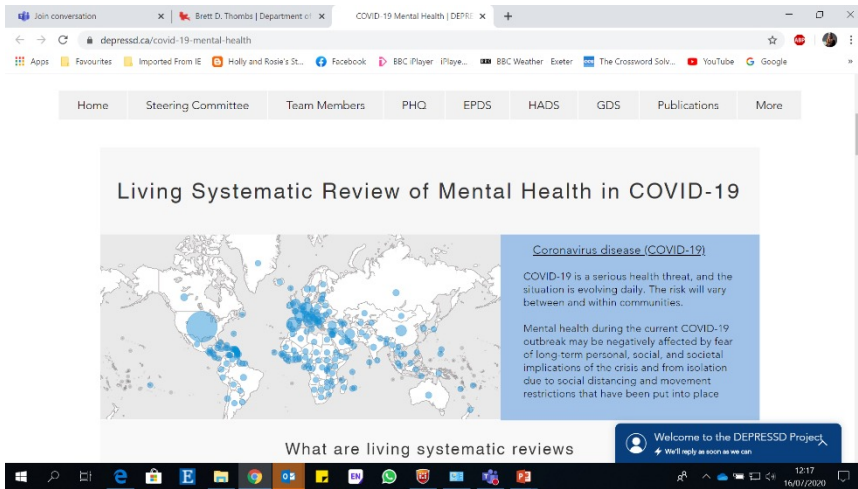 Join conversation
Brett D. Thombs | Department of
COVID-19 Mental Health | DEPRE
depressd.ca/covid-19-mental-health
ABP
Apps Favourites Imported From IE Holly and Rosie's St... Facebook BBC iPlayer iPlaye... BBC Weather Exeter The Crossword Solv... YouTube Google
Home Steering Committee Team Members PHQ EPDS HADS GDS Publications More
Living Systematic Review of Mental Health in COVID-19
Coronavirus disease (COVID-19)
COVID-19 is a serious health threat, and the
situation is evolving daily. The risk will vary
between and within communities.
Mental health during the current COVID-19
outbreak may be negatively affected by fear
of long-term personal, social, and societal
implications of the crisis and from isolation
due to social distancing and movement
restrictions that have been put into place
What are living systematic reviews
Welcome to the DEPRESSD Project
We'll reply as soon as we can
EN
12:17
16/07/2020